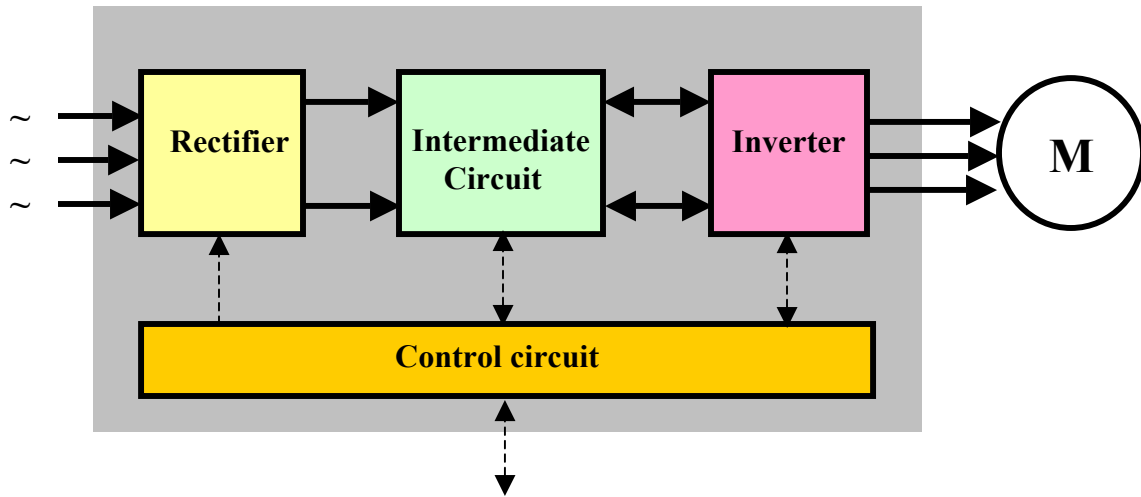 ~
~
~
Rectifier
Intermediate
Circuit
Inverter
M
Control circuit